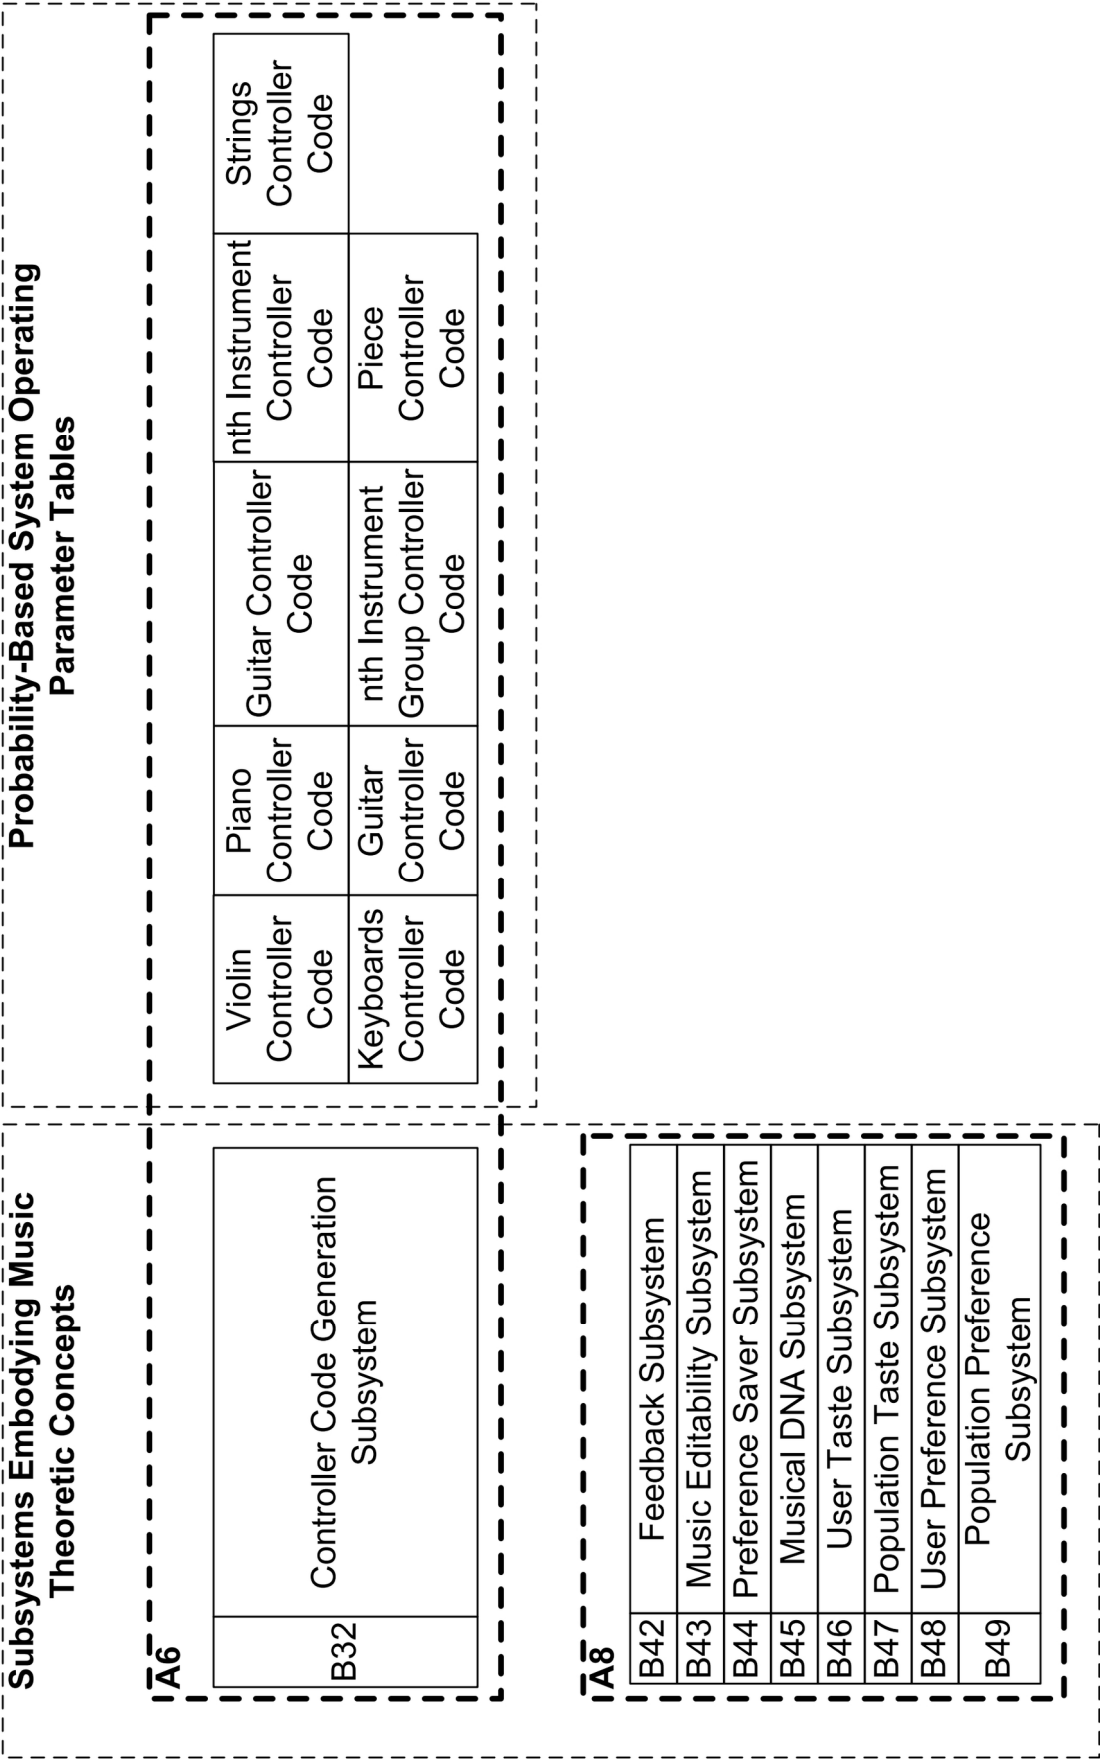 Subsystems Embodying Music
Theoretic Concepts
Probability-Based System Operating
Parameter Tables
A6
B32
Controller Code Generation
Subsystem
Violin
Controller
Code
Piano
Controller
Code
Guitar Controller
Code
nth Instrument
Controller
Code
Strings
Controller
Code
Keyboards
Controller
Code
Guitar
Controller
Code
nth Instrument
Group Controller
Code
Piece
Controller
Code
A8
B42 Feedback Subsystem
B43 Music Editability Subsystem
B44 Preference Saver Subsystem
B45 Musical DNA Subsystem
B46 User Taste Subsystem
B47 Population Taste Subsystem
B48 User Preference Subsystem
B49 Population Preference
Subsystem